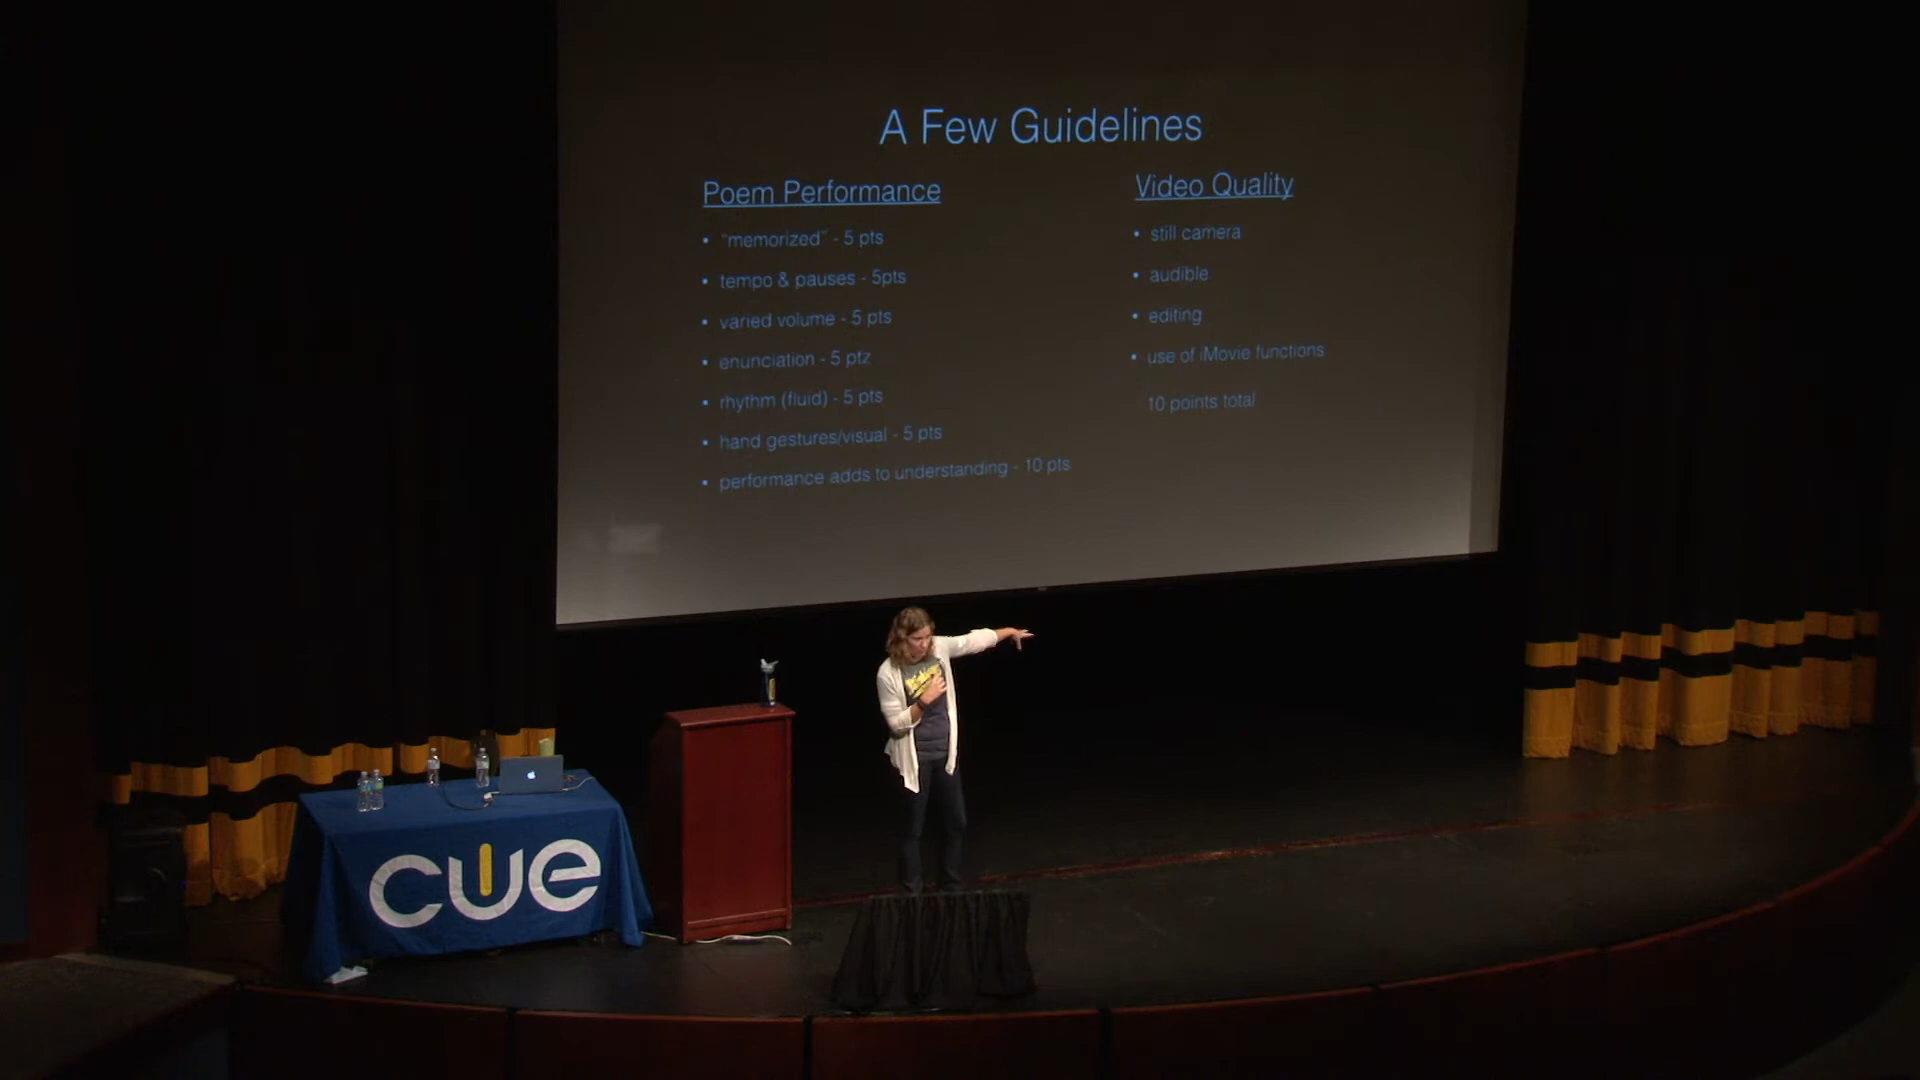 A Few Guidelines
Poem Performance
• "memorized" - 5 pts
• tempo & pauses - 5pts
• varied volume - 5 pts
• enunciation - 5 ptz
• rhythm (fluid) - 5 pts
• hand gestures/visual - 5 pts
• performance adds to understanding - 10 pts
Video Quality
• still camera
• audible
• editing
• use of iMovie functions
10 points total
cue